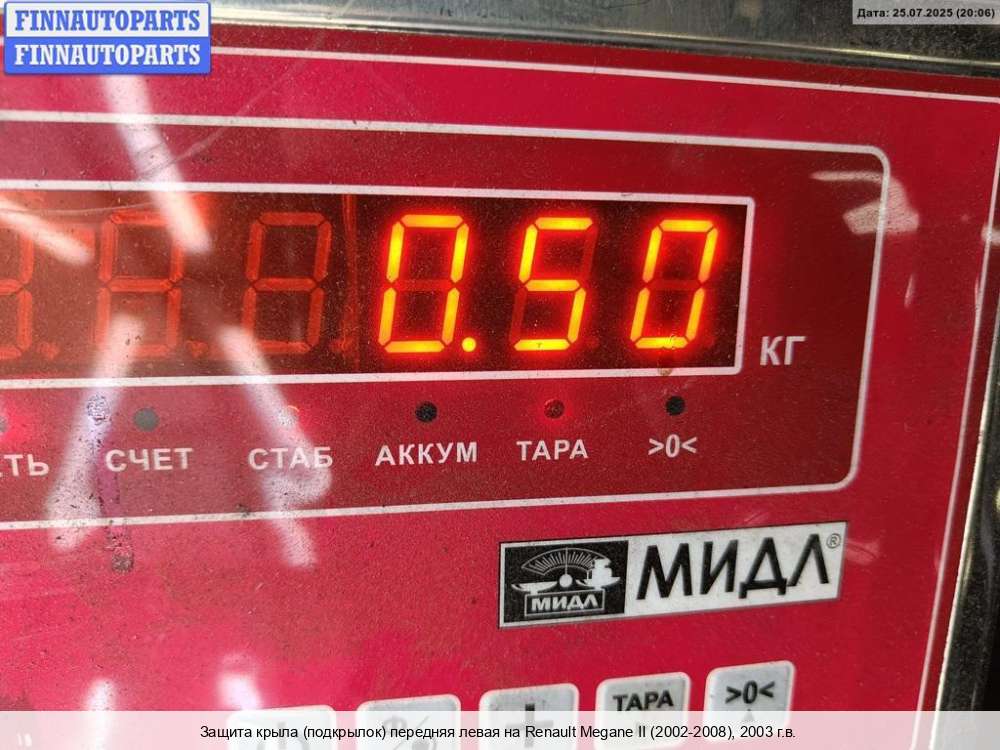 FINNAUTOPARTS
FINNAUTOPARTS
Дата: 25.07.2025 (20:06)
0.50
КГ
СЧЕТ СТАБ АККУМ ТАРА >0<
МИДЛ
МИДЛ®
ТАРА >0<
Защита крыла (подкрылок) передняя левая на Renault Megane II (2002-2008), 2003 г.в.